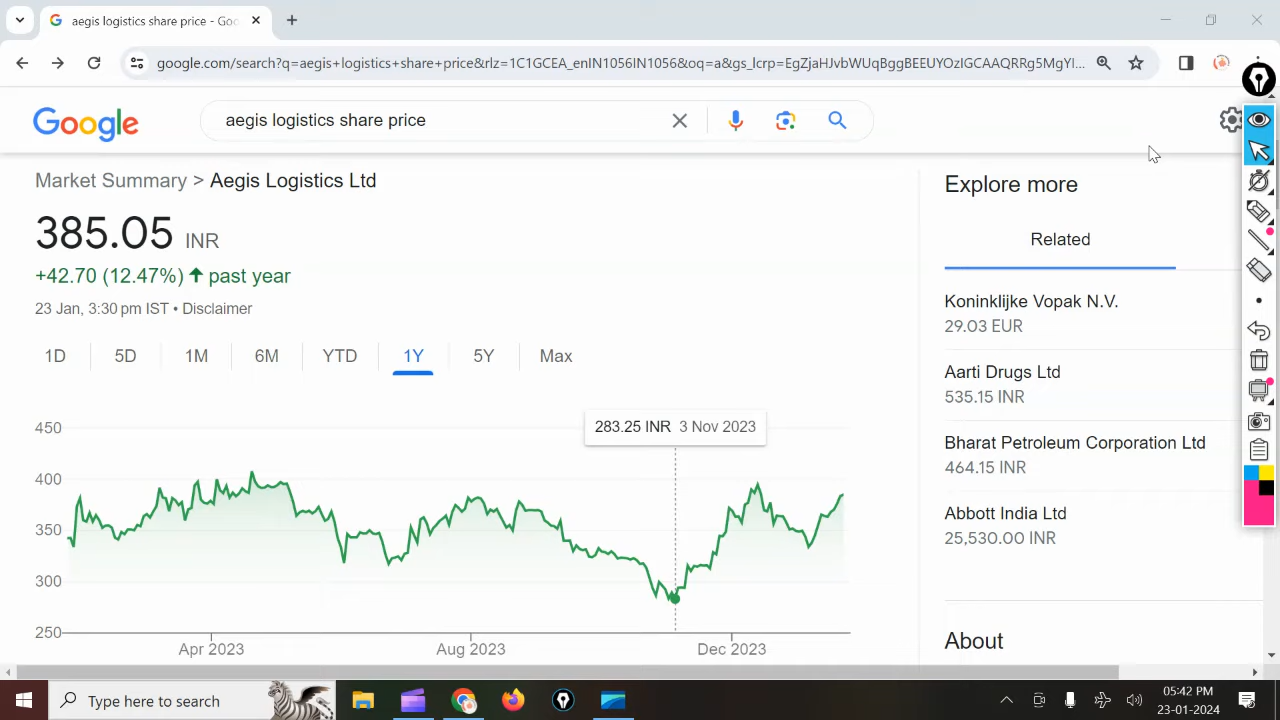 aegis logistics share price - Goo
google.com/search?q=aegis+logistics+share+price&rlz=1C1GCEA_enIN1056IN1056&oq=a&gs_lcrp=EgZjaHJvbWUqBggBEEUYOzIGCAAQRRg5MgYI...
Google
aegis logistics share price
Market Summary > Aegis Logistics Ltd
385.05 INR
+42.70 (12.47%) past year
23 Jan, 3:30 pm IST • Disclaimer
1D 5D 1M 6M YTD 1Y 5Y Max
283.25 INR 3 Nov 2023
450
400
350
300
250
Apr 2023 Aug 2023 Dec 2023
Explore more
Related
Koninklijke Vopak N.V.
29.03 EUR
Aarti Drugs Ltd
535.15 INR
Bharat Petroleum Corporation Ltd
464.15 INR
Abbott India Ltd
25,530.00 INR
About
Type here to search
05:42 PM
23-01-2024